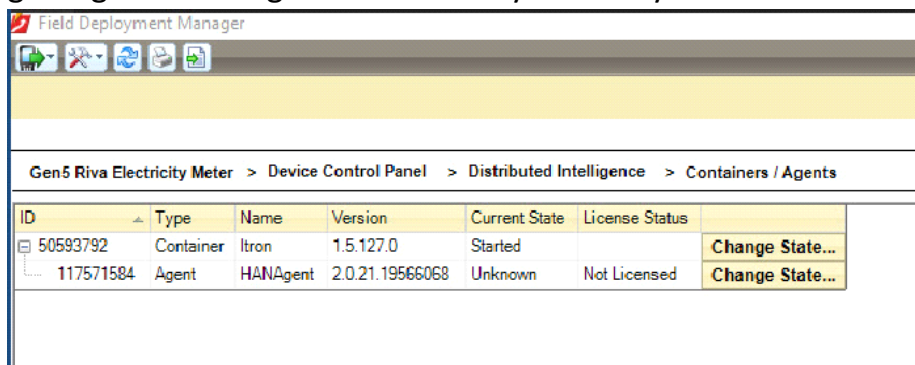 Field Deployment Manager
Gen5 Riva Electricity Meter > Device Control Panel > Distributed Intelligence > Containers / Agents
ID Type Name Version Current State License Status
50593792 Container Itron 1.5.127.0 Started Change State...
117571584 Agent HANAgent 2.0.21.19566068 Unknown Not Licensed Change State...